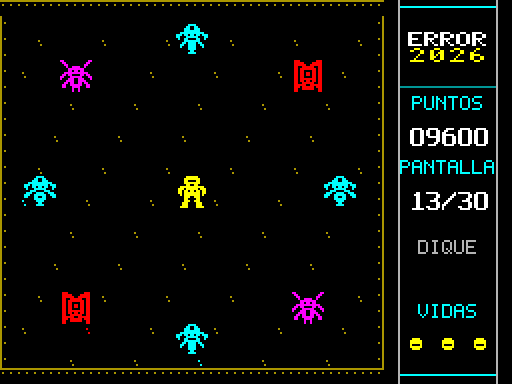 ERROR
2026
PUNTOS
09600
PANTALLA
13/30
DIQUE
VIDAS